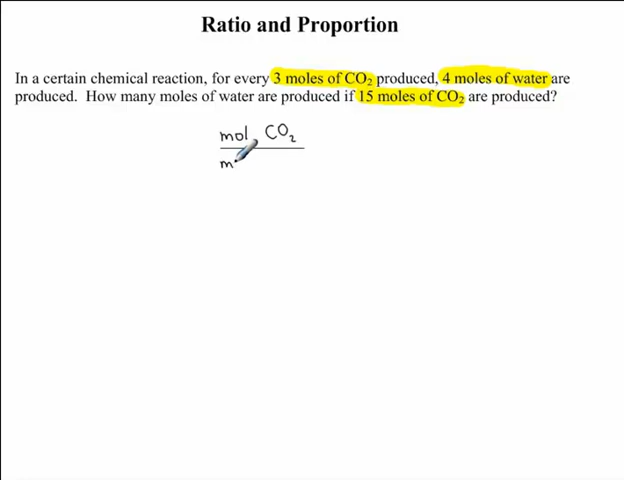 Ratio and Proportion
In a certain chemical reaction, for every 3 moles of CO₂ produced, 4 moles of water are
produced. How many moles of water are produced if 15 moles of CO₂ are produced?
mol CO₂
m